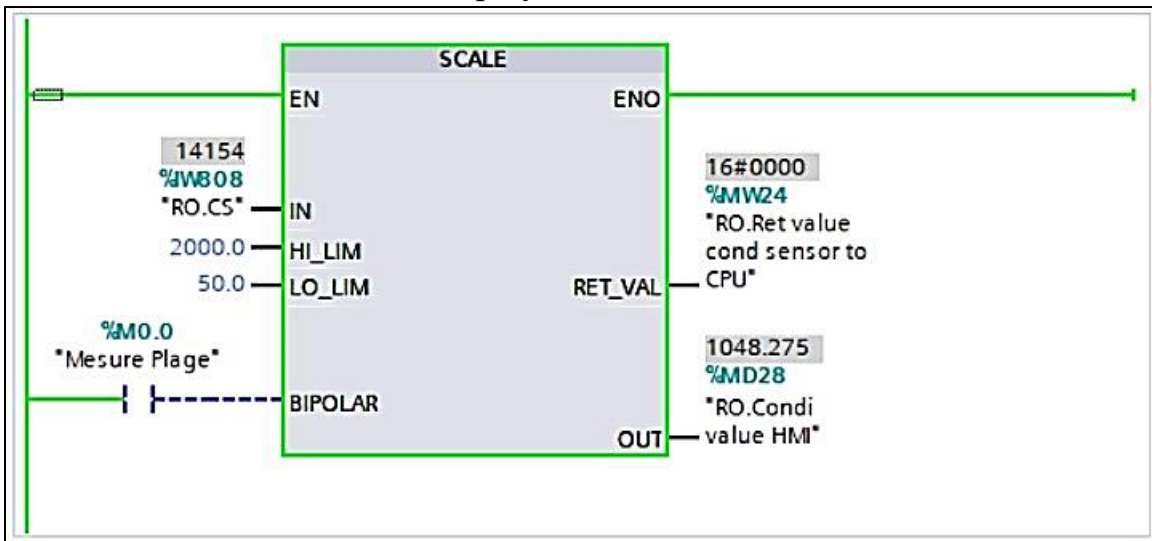 SCALE
EN
ENO
14154
%IW808
"RO.CS"
IN
2000.0
HI_LIM
50.0
LO_LIM
%M0.0
"Mesure Plage"
BIPOLAR
16#0000
%MW24
"RO.Ret value
cond sensor to
CPU"
RET_VAL
1048.275
%MD28
"RO.Condi
value HMI"
OUT